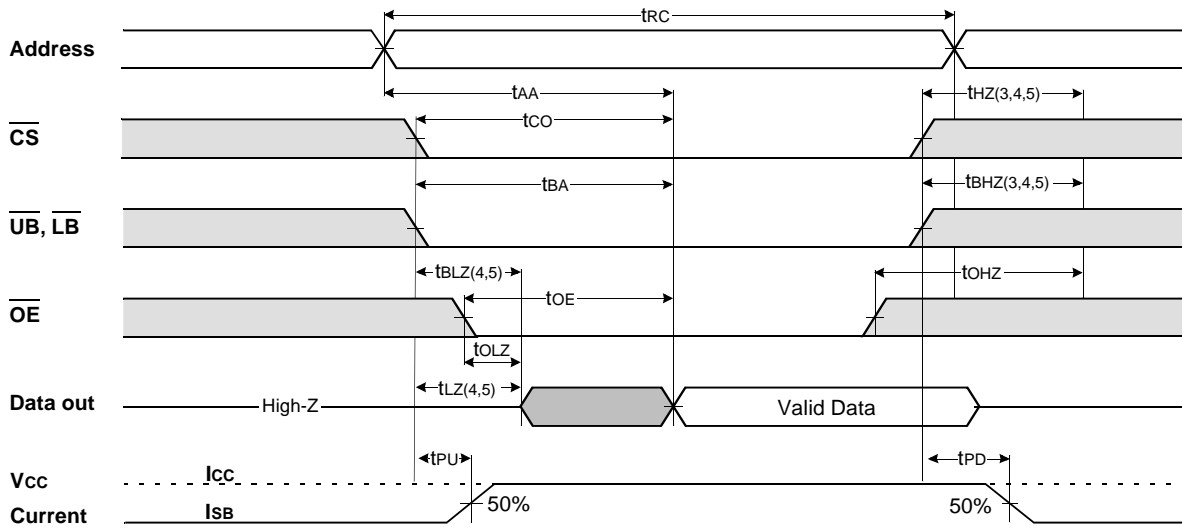 tRC
Address
tAA
tHZ(3,4,5)
tCO
CS
tBA
tBHZ(3,4,5)
UB, LB
tBLZ(4,5)
tOHZ
tOE
OE
tOLZ
tLZ(4,5)
Data out
High-Z
Valid Data
tPU
tPD
VCC
ICC
50%
50%
Current
ISB